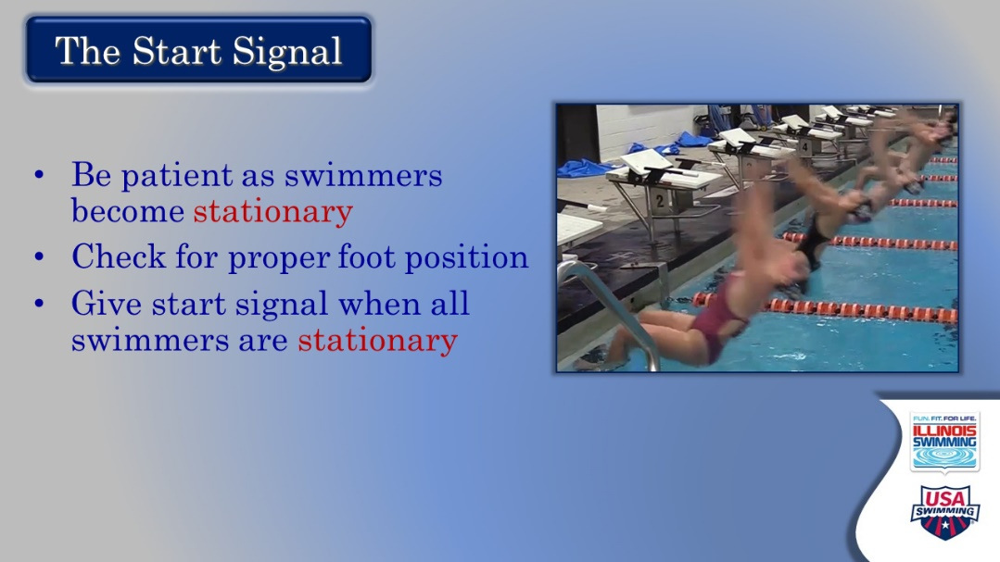 The Start Signal
• Be patient as swimmers
become stationary
• Check for proper foot position
• Give start signal when all
swimmers are stationary
2
4
FUN. FIT. FOR LIFE.
ILLINOIS
SWIMMING
USA
SWIMMING